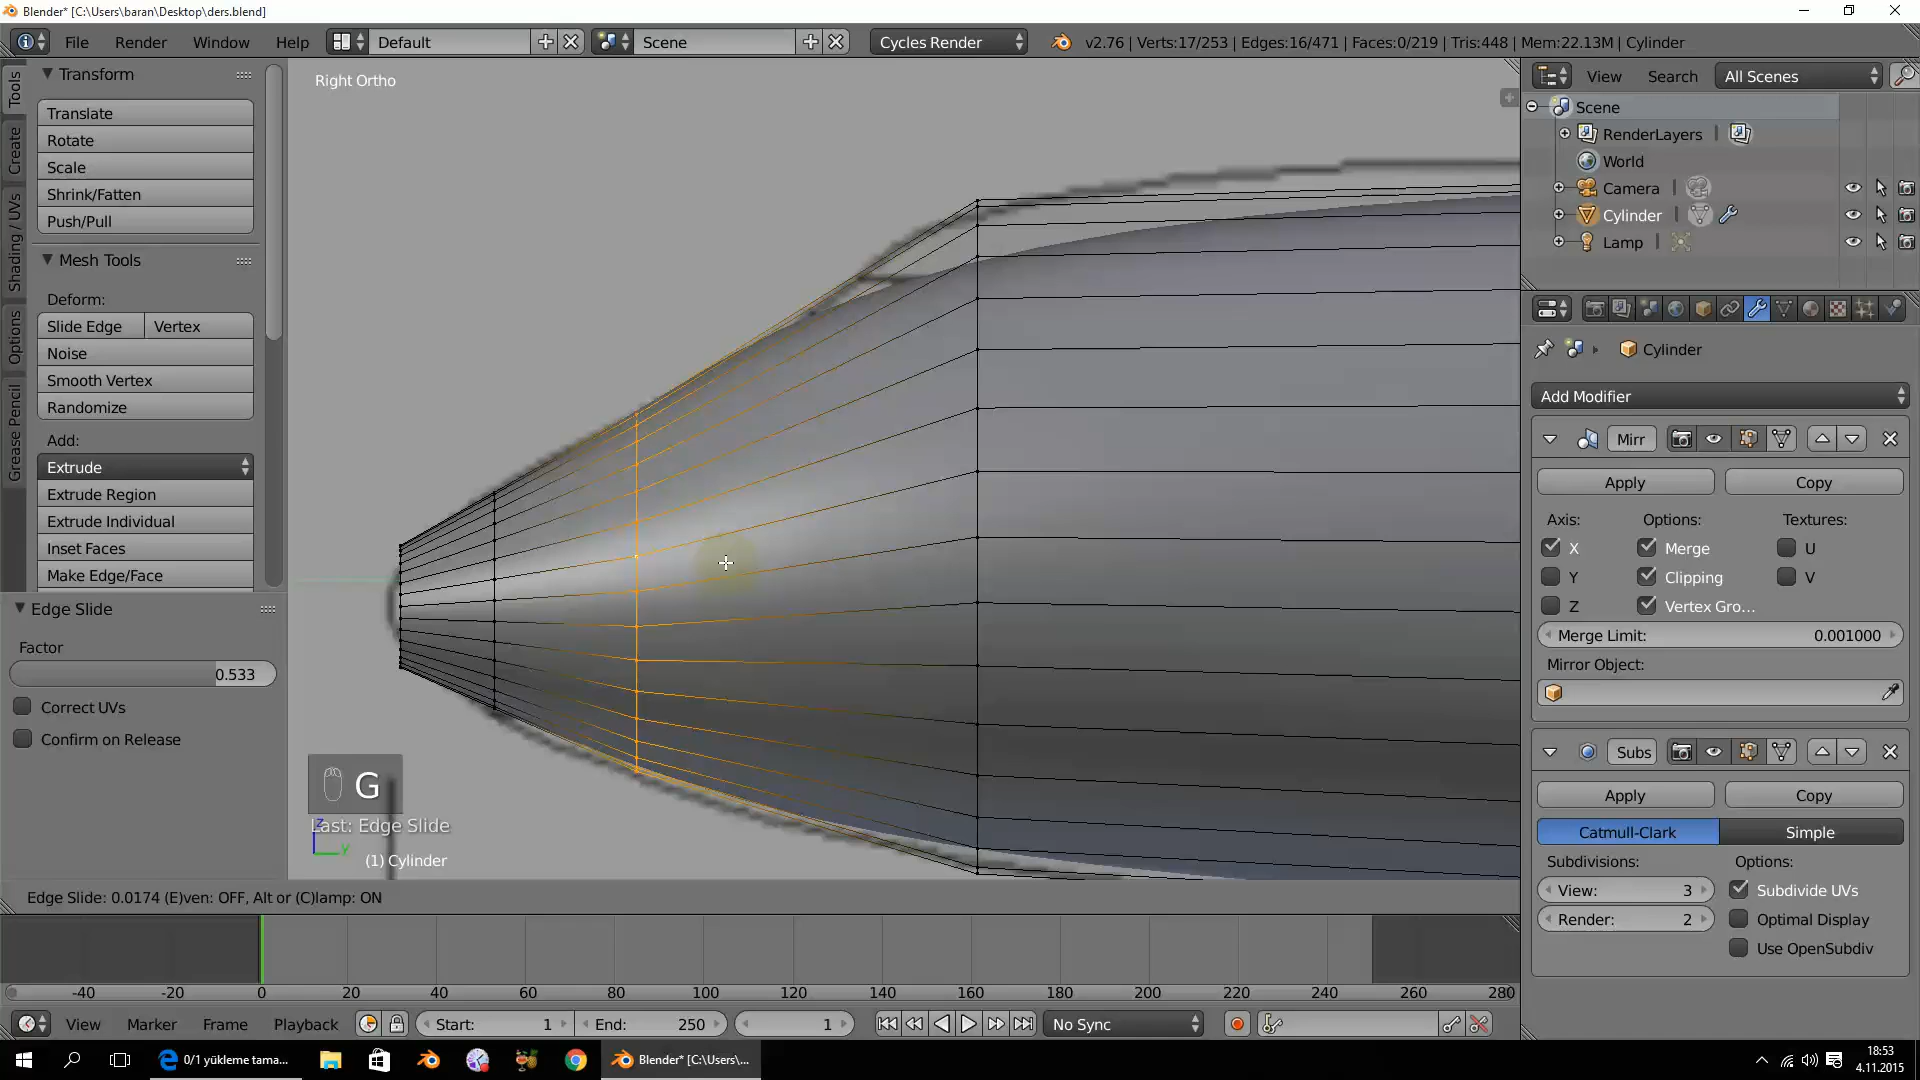 Blender* [C:\Users\baran\Desktop\ders.blend]
File Render Window Help Default Scene Cycles Render v2.76 | Verts:17/253 | Edges:16/471 | Faces:0/219 | Tris:448 | Mem:22.13M | Cylinder
Tools
Create
Shading / UVs
Options
Grease Pencil
Transform
Translate
Rotate
Scale
Shrink/Fatten
Push/Pull
Mesh Tools
Deform:
Slide Edge Vertex
Noise
Smooth Vertex
Randomize
Add:
Extrude
Extrude Region
Extrude Individual
Inset Faces
Make Edge/Face
Edge Slide
Factor
0.533
Correct UVs
Confirm on Release
Right Ortho
G
Last: Edge Slide
z
y
(1) Cylinder
Edge Slide: 0.0174 (E)ven: OFF, Alt or (C)lamp: ON
View Search All Scenes
Scene
RenderLayers
World
Camera
Cylinder
Lamp
Cylinder
Add Modifier
Mirr
Apply Copy
Axis: Options: Textures:
X Merge U
Y Clipping V
Z Vertex Gro...
Merge Limit: 0.001000
Mirror Object:
Subs
Apply Copy
Catmull-Clark Simple
Subdivisions: Options:
View: 3 Subdivide UVs
Render: 2 Optimal Display
Use OpenSubdiv
-40 -20 0 20 40 60 80 100 120 140 160 180 200 220 240 260 280
View Marker Frame Playback Start: 1 End: 250 1 No Sync
0/1 yükleme tama... Blender* [C:\Users\...
18:53
4.11.2015